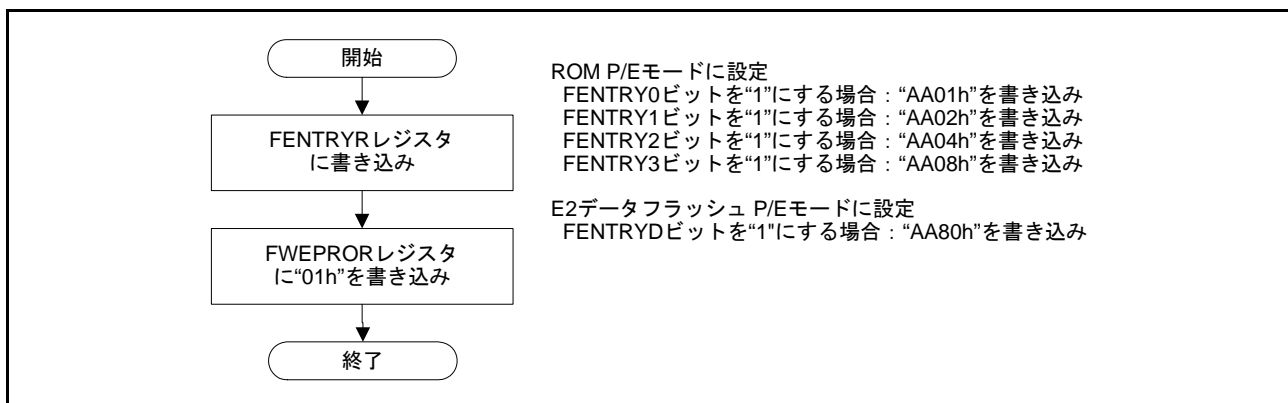 開始
FENTRYRレジスタ
に書き込み
FWEPRORレジスタ
に“01h”を書き込み
終了
ROM P/Eモードに設定
FENTRY0ビットを“1”にする場合：“AA01h”を書き込み
FENTRY1ビットを“1”にする場合：“AA02h”を書き込み
FENTRY2ビットを“1”にする場合：“AA04h”を書き込み
FENTRY3ビットを“1”にする場合：“AA08h”を書き込み
E2データフラッシュ P/Eモードに設定
FENTRYDビットを“1"にする場合：“AA80h”を書き込み